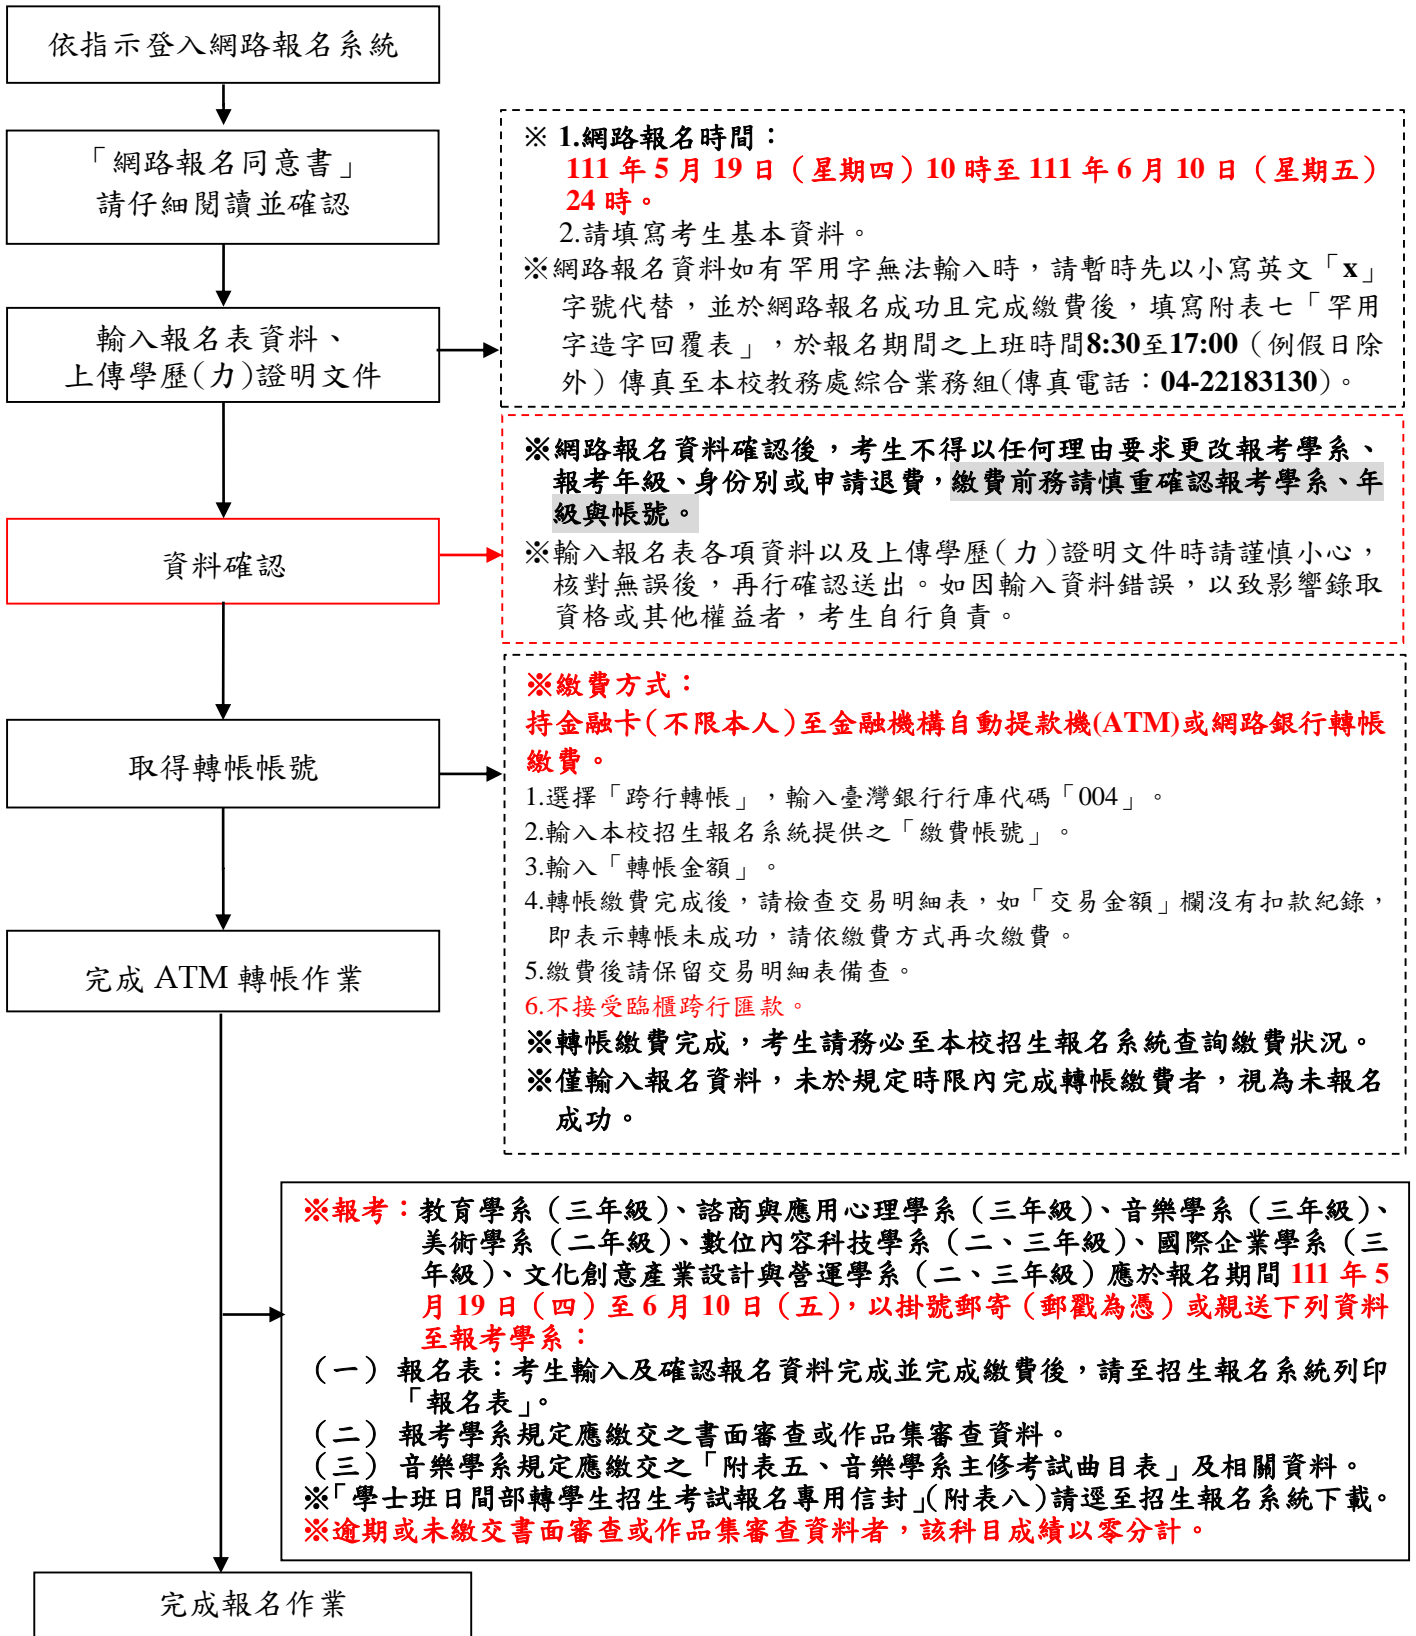 依指示登入網路報名系統
「網路報名同意書」
請仔細閱讀並確認
※ 1.網路報名時間：
111 年 5 月 19 日（星期四）10 時至 111 年 6 月 10 日（星期五）
24 時。
2.請填寫考生基本資料。
※網路報名資料如有罕用字無法輸入時，請暫時先以小寫英文「x」
字號代替，並於網路報名成功且完成繳費後，填寫附表七「罕用
字造字回覆表」，於報名期間之上班時間8:30至17:00（例假日除
外）傳真至本校教務處綜合業務組(傳真電話：04-22183130)。
輸入報名表資料、
上傳學歷(力)證明文件
※網路報名資料確認後，考生不得以任何理由要求更改報考學系、
報考年級、身份別或申請退費，繳費前務請慎重確認報考學系、年
級與帳號。
※輸入報名表各項資料以及上傳學歷(力)證明文件時請謹慎小心，
核對無誤後，再行確認送出。如因輸入資料錯誤，以致影響錄取
資格或其他權益者，考生自行負責。
資料確認
※繳費方式：
持金融卡(不限本人)至金融機構自動提款機(ATM)或網路銀行轉帳
繳費。
1.選擇「跨行轉帳」，輸入臺灣銀行行庫代碼「004」。
2.輸入本校招生報名系統提供之「繳費帳號」。
3.輸入「轉帳金額」。
4.轉帳繳費完成後，請檢查交易明細表，如「交易金額」欄沒有扣款紀錄，
即表示轉帳未成功，請依繳費方式再次繳費。
5.繳費後請保留交易明細表備查。
6.不接受臨櫃跨行匯款。
※轉帳繳費完成，考生請務必至本校招生報名系統查詢繳費狀況。
※僅輸入報名資料，未於規定時限內完成轉帳繳費者，視為未報名
成功。
取得轉帳帳號
完成 ATM 轉帳作業
※報考：教育學系（三年級）、諮商與應用心理學系（三年級）、音樂學系（三年級）、
美術學系（二年級）、數位內容科技學系（二、三年級）、國際企業學系（三
年級）、文化創意產業設計與營運學系（二、三年級）應於報名期間 111 年 5
月 19 日（四）至 6 月 10 日（五），以掛號郵寄（郵戳為憑）或親送下列資料
至報考學系：
（一） 報名表：考生輸入及確認報名資料完成並完成繳費後，請至招生報名系統列印
「報名表」。
（二） 報考學系規定應繳交之書面審查或作品集審查資料。
（三） 音樂學系規定應繳交之「附表五、音樂學系主修考試曲目表」及相關資料。
※「學士班日間部轉學生招生考試報名專用信封」(附表八)請逕至招生報名系統下載。
※逾期或未繳交書面審查或作品集審查資料者，該科目成績以零分計。
完成報名作業